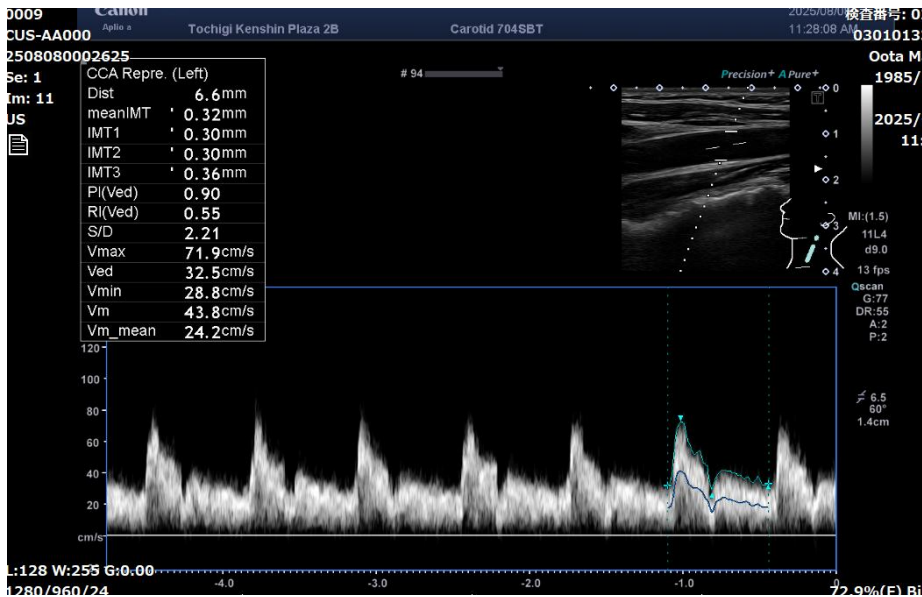 0009
Canon
2025/08/0
検査番号: 0
CUS-AA000
Aplio a
Tochigi Kenshin Plaza 2B
Carotid 704SBT
11:28:08 AM
0301013
2508080002625
Oota M
Se: 1
CCA Repre. (Left)
# 94
Precision+ A Pure+
1985/
Im: 11
Dist 6.6mm
T
0
US
meanIMT ' 0.32mm
2025/
IMT1 ' 0.30mm
1
11:
IMT2 ' 0.30mm
IMT3 ' 0.36mm
2
PI(Ved) 0.90
RI(Ved) 0.55
MI:(1.5)
S/D 2.21
3
11L4
Vmax 71.9cm/s
d9.0
Ved 32.5cm/s
4
13 fps
Vmin 28.8cm/s
Qscan
G:77
Vm 43.8cm/s
DR:55
Vm_mean 24.2cm/s
A:2
P:2
120
100
80
6.5
60°
1.4cm
60
40
20
cm/s
L:128 W:255 G:0.00
-4.0
-3.0
-2.0
-1.0
0
1280/960/24
72.9%(F) Bi